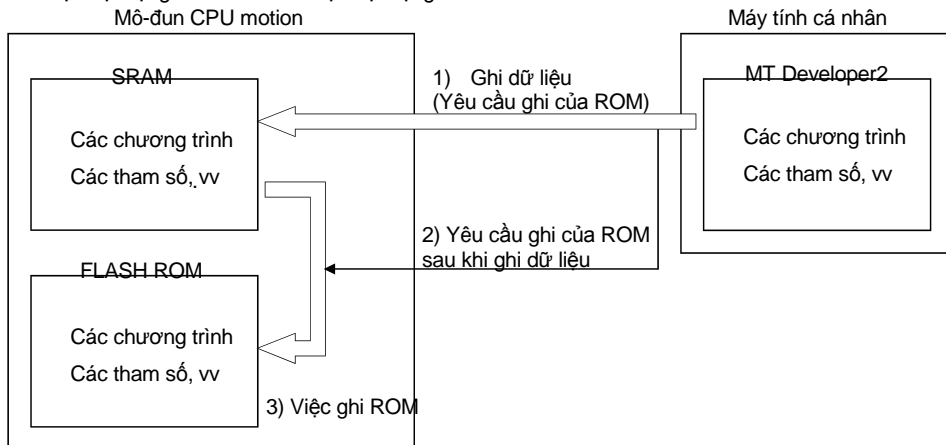 Mô-đun CPU motion
Máy tính cá nhân
SRAM
Các chương trình
Các tham số, vv
1) Ghi dữ liệu
(Yêu cầu ghi của ROM)
MT Developer2
Các chương trình
Các tham số, vv
2) Yêu cầu ghi của ROM
sau khi ghi dữ liệu
FLASH ROM
Các chương trình
Các tham số, vv
3) Việc ghi ROM